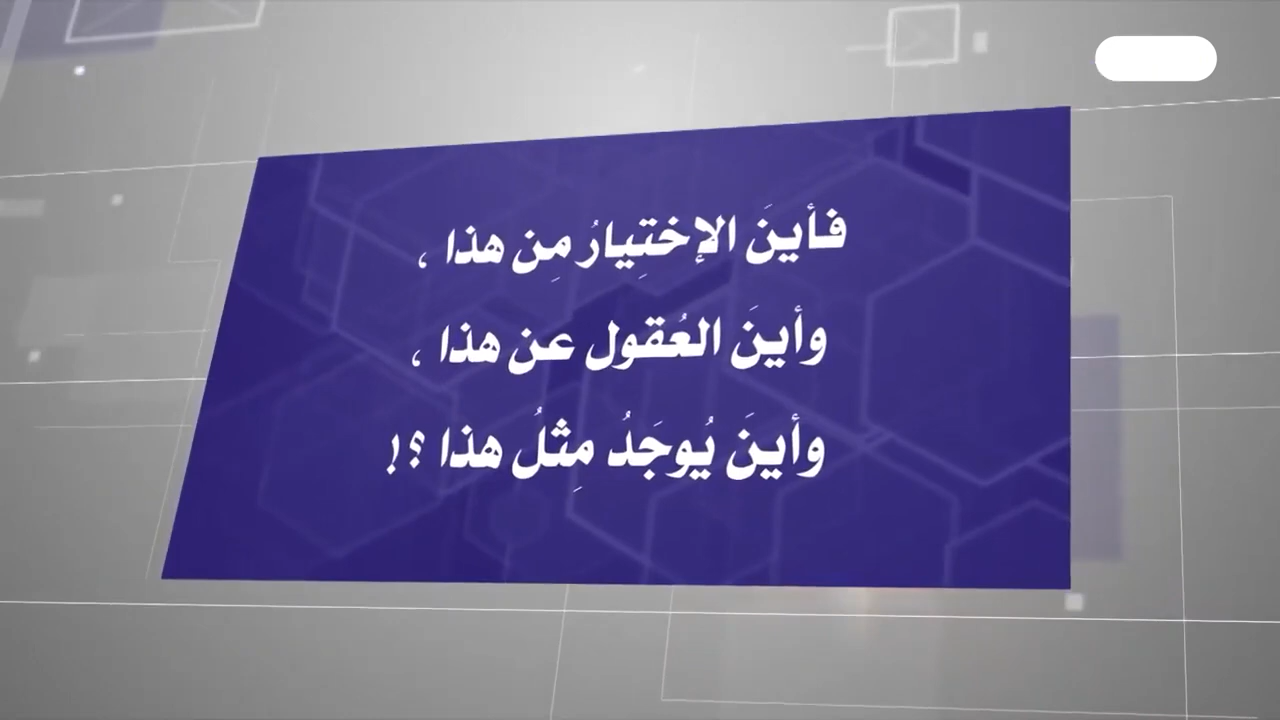 فأينَ الإختِيارُ مِن هذا ،
وأينَ العُقول عن هذا ،
وأينَ يُوجَدُ مِثلُ هذا ؟!